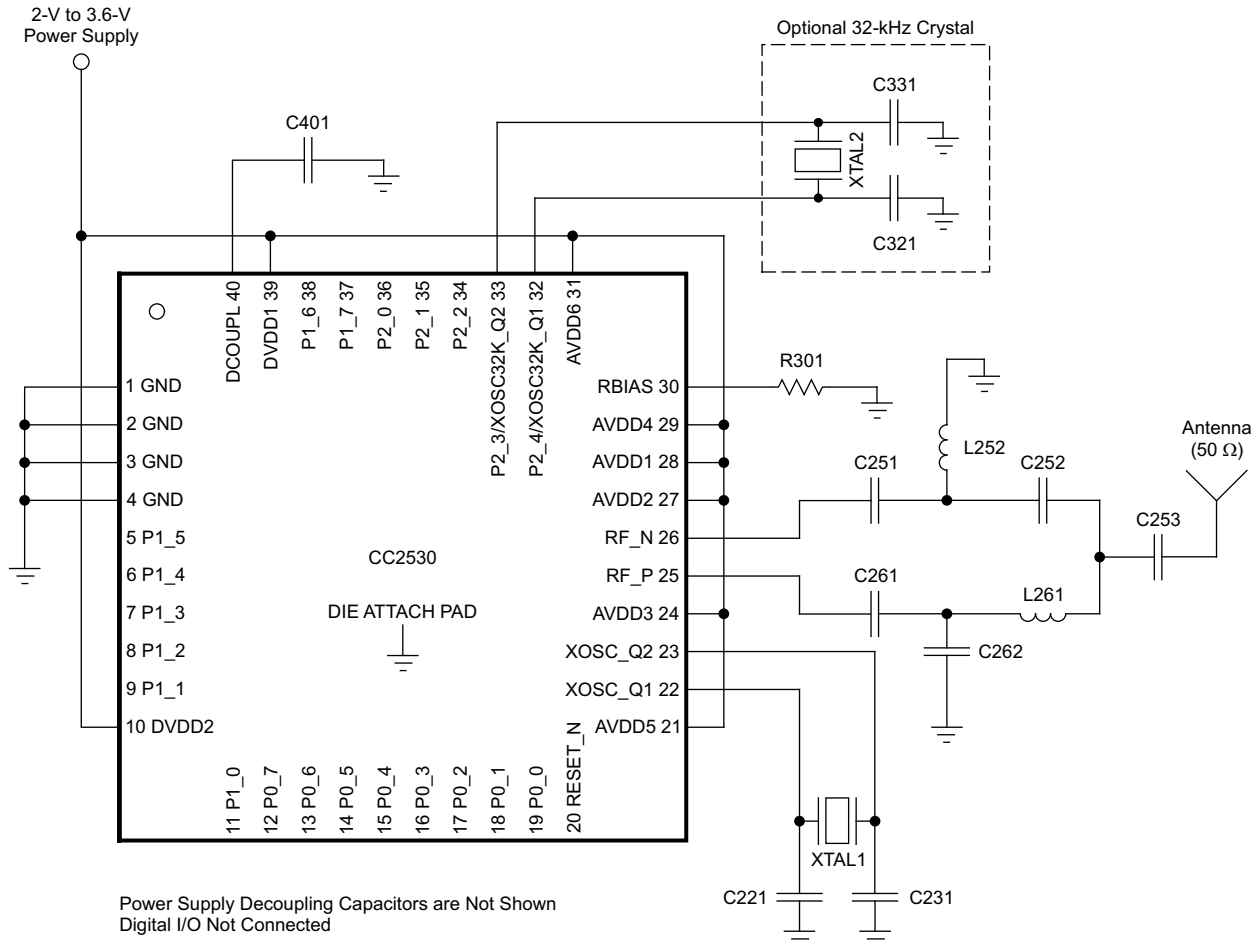 2-V to 3.6-V
Power Supply
Optional 32-kHz Crystal
C331
C401
XTAL2
C321
DCOUPL 40
DVDD1 39
P1_6 38
P1_7 37
P2_0 36
P2_1 35
P2_2 34
P2_3/XOSC32K_Q2 33
P2_4/XOSC32K_Q1 32
AVDD6 31
1 GND
2 GND
3 GND
4 GND
5 P1_5
6 P1_4
7 P1_3
8 P1_2
9 P1_1
10 DVDD2
CC2530
DIE ATTACH PAD
RBIAS 30
AVDD4 29
AVDD1 28
AVDD2 27
RF_N 26
RF_P 25
AVDD3 24
XOSC_Q2 23
XOSC_Q1 22
AVDD5 21
11 P1_0
12 P0_7
13 P0_6
14 P0_5
15 P0_4
16 P0_3
17 P0_2
18 P0_1
19 P0_0
20 RESET_N
R301
L252
C251
C252
Antenna
(50 Ω)
C253
C261
L261
C262
XTAL1
C221
C231
Power Supply Decoupling Capacitors are Not Shown
Digital I/O Not Connected